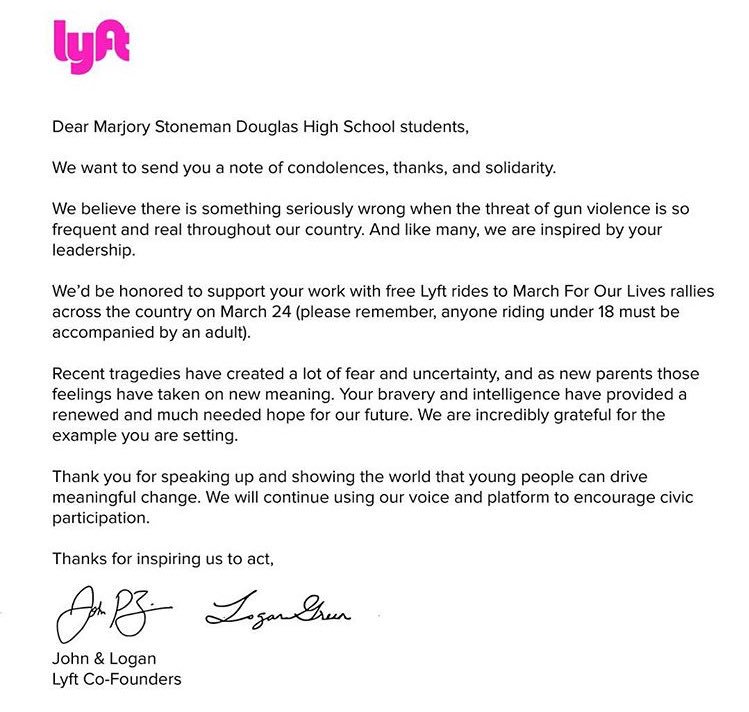 lyft
Dear Marjory Stoneman Douglas High School students,
We want to send you a note of condolences, thanks, and solidarity.
We believe there is something seriously wrong when the threat of gun violence is so
frequent and real throughout our country. And like many, we are inspired by your
leadership.
We’d be honored to support your work with free Lyft rides to March For Our Lives rallies
across the country on March 24 (please remember, anyone riding under 18 must be
accompanied by an adult).
Recent tragedies have created a lot of fear and uncertainty, and as new parents those
feelings have taken on new meaning. Your bravery and intelligence have provided a
renewed and much needed hope for our future. We are incredibly grateful for the
example you are setting.
Thank you for speaking up and showing the world that young people can drive
meaningful change. We will continue using our voice and platform to encourage civic
participation.
Thanks for inspiring us to act,
John Logan Green
John & Logan
Lyft Co-Founders